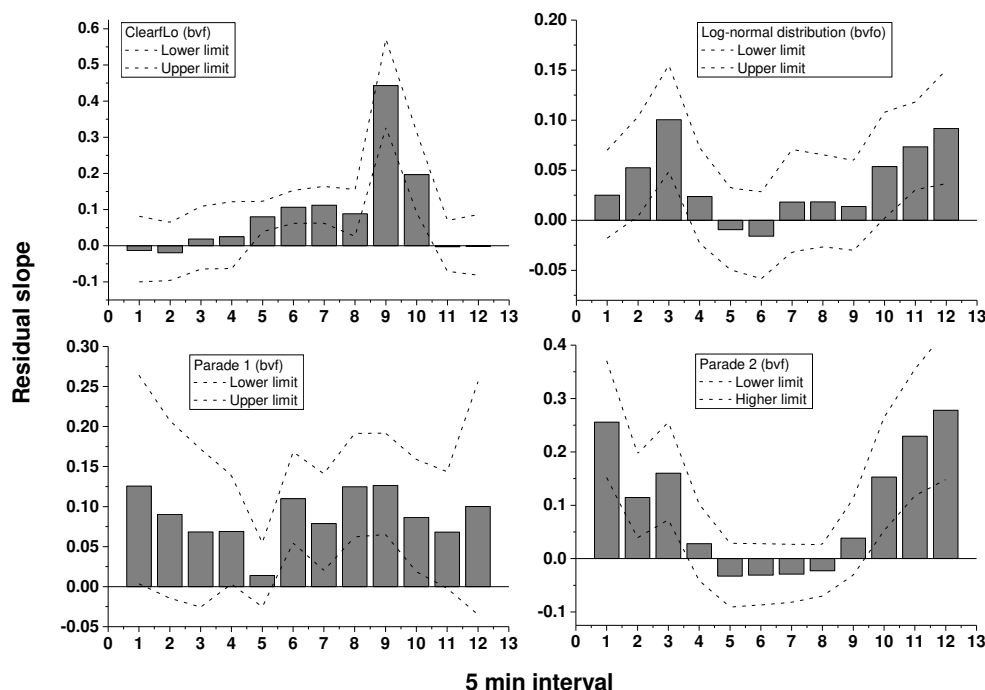 Residual slope
ClearfLo (bvf)
Lower limit
Upper limit
0.6
0.5
0.4
0.3
0.2
0.1
0.0
-0.1
0 1 2 3 4 5 6 7 8 9 10 11 12 13
Log-normal distribution (bvfo)
Lower limit
Upper limit
0.20
0.15
0.10
0.05
0.00
-0.05
0 1 2 3 4 5 6 7 8 9 10 11 12 13
Parade 1 (bvf)
Lower limit
Upper limit
0.30
0.25
0.20
0.15
0.10
0.05
0.00
-0.05
0 1 2 3 4 5 6 7 8 9 10 11 12 13
Parade 2 (bvf)
Lower limit
Higher limit
0.4
0.3
0.2
0.1
0.0
-0.1
0 1 2 3 4 5 6 7 8 9 10 11 12 13
5 min interval